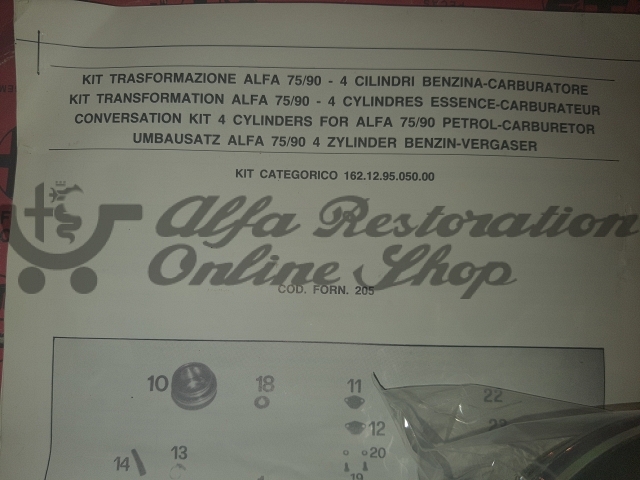 KIT TRASFORMAZIONE ALFA 75/90 - 4 CILINDRI BENZINA-CARBURATORE
KIT TRANSFORMATION ALFA 75/90 - 4 CYLINDRES ESSENCE-CARBURATEUR
CONVERSATION KIT 4 CYLINDERS FOR ALFA 75/90 PETROL-CARBURETOR
UMBAUSATZ ALFA 75/90 4 ZYLINDER BENZIN-VERGASER
KIT CATEGORICO 162.12.95.050.00
Alfa Restoration
Online Shop
COD. FORN. 205
10 18 11 22
12
14 13 20
19